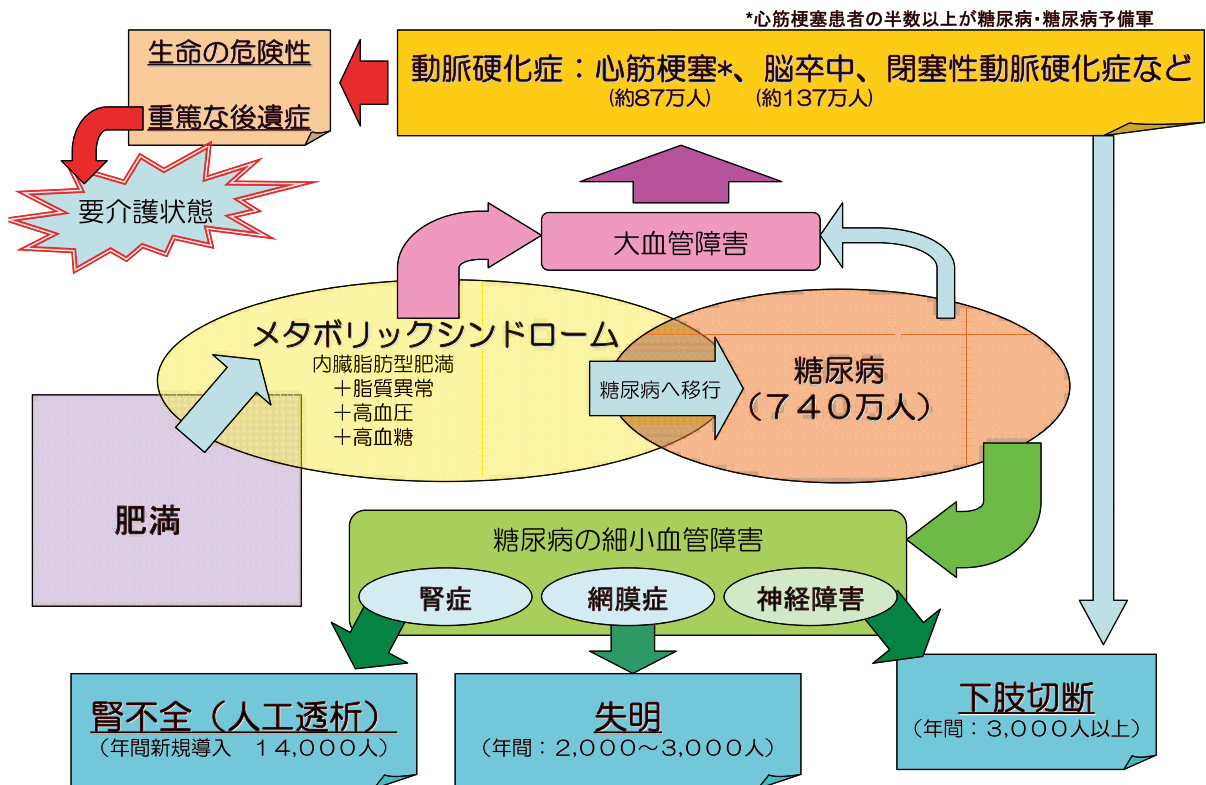 *心筋梗塞患者の半数以上が糖尿病・糖尿病予備軍
生命の危険性
重篤な後遺症
動脈硬化症：心筋梗塞*、脳卒中、閉塞性動脈硬化症など
(約87万人)　(約137万人)
要介護状態
大血管障害
メタボリックシンドローム
内臓脂肪型肥満
＋脂質異常
＋高血圧
＋高血糖
糖尿病へ移行
糖尿病
（７４０万人）
肥満
糖尿病の細小血管障害
腎症
網膜症
神経障害
腎不全（人工透析）
（年間新規導入　１４,０００人）
失明
（年間：２,０００～３,０００人）
下肢切断
（年間：３,０００人以上）